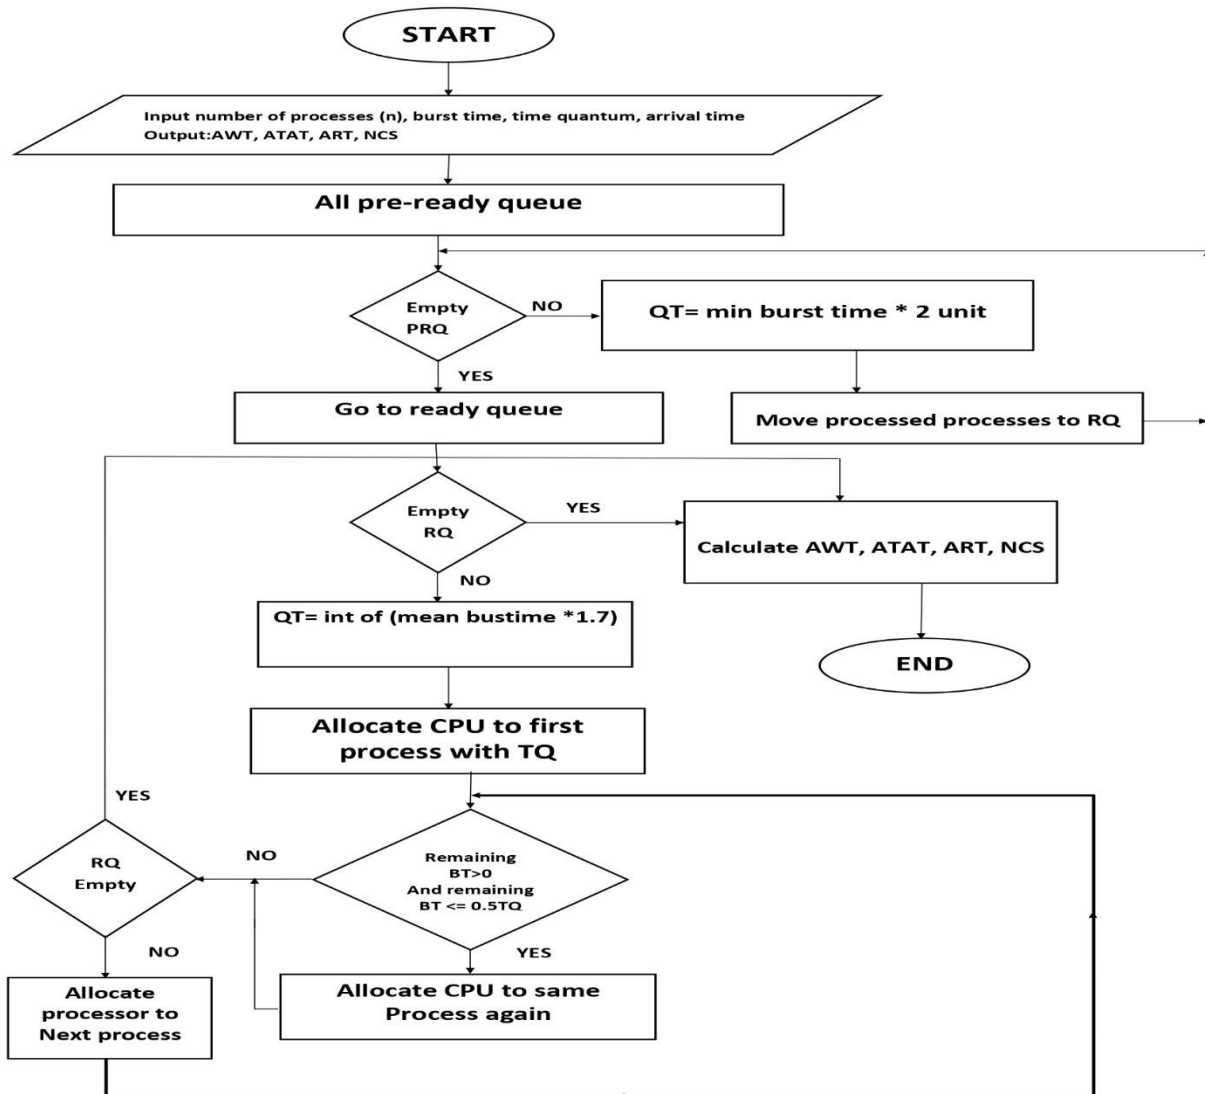 START
Input number of processes (n), burst time, time quantum, arrival time
Output:AWT, ATAT, ART, NCS
All pre-ready queue
Empty
PRQ
NO
QT= min burst time * 2 unit
YES
Go to ready queue
Move processed processes to RQ
Empty
RQ
YES
Calculate AWT, ATAT, ART, NCS
NO
QT= int of (mean bustime *1.7)
END
Allocate CPU to first
process with TQ
YES
RQ
Empty
NO
Remaining
BT>0
And remaining
BT <= 0.5TQ
NO
YES
Allocate
processor to
Next process
Allocate CPU to same
Process again